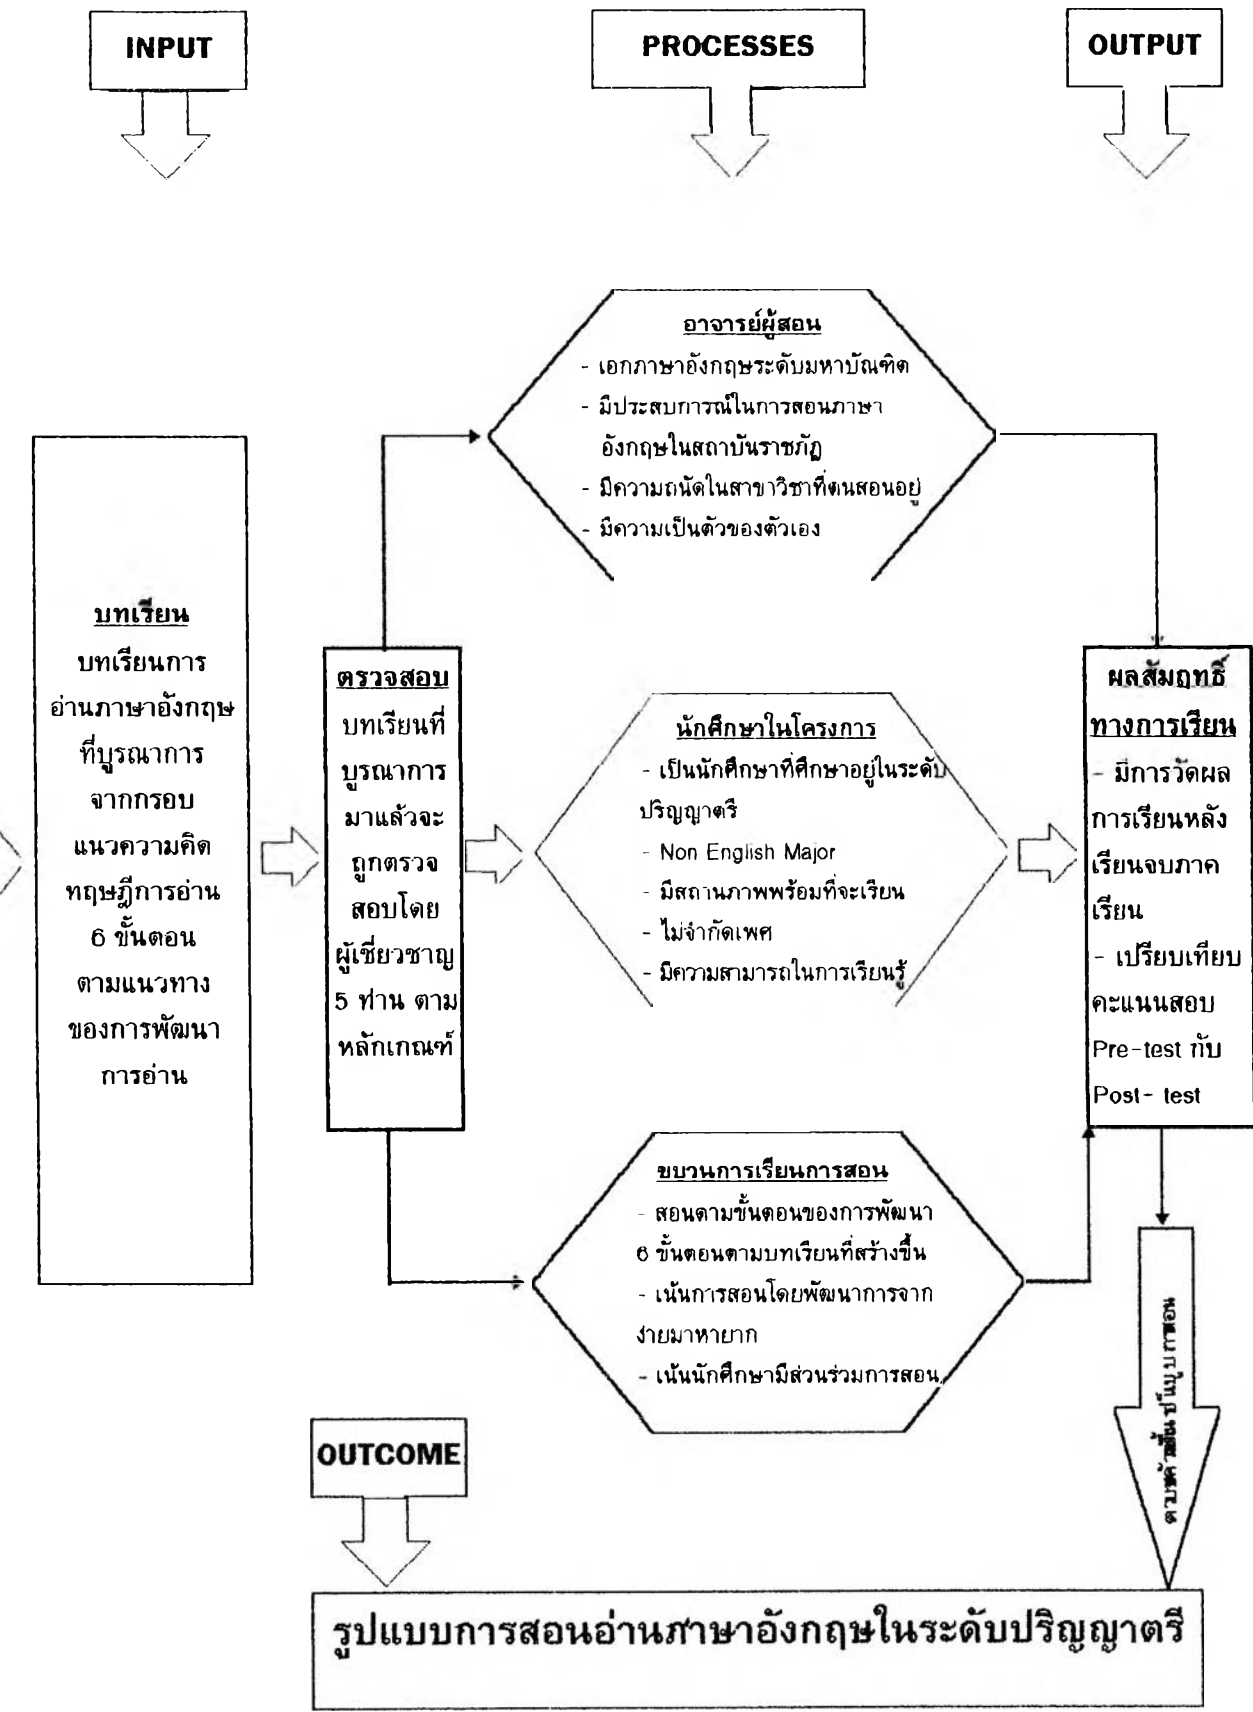 INPUT
PROCESSES
OUTPUT
อาจารย์ผู้สอน
- เอกภาษาอังกฤษระดับมหาบัณฑิต
- มีประสบการณ์ในการสอนภาษา
อังกฤษในสถาบันราชภัฏ
- มีความถนัดในสาขาวิชาที่ตนสอนอยู่
- มีความเป็นตัวของตัวเอง
บทเรียน
บทเรียนการ
อ่านภาษาอังกฤษ
ที่บูรณาการ
จากกรอบ
แนวความคิด
ทฤษฎีการอ่าน
6 ขั้นตอน
ตามแนวทาง
ของการพัฒนา
การอ่าน
ตรวจสอบ
บทเรียนที่
บูรณาการ
มาแล้วจะ
ถูกตรวจ
สอบโดย
ผู้เชี่ยวชาญ
5 ท่าน ตาม
หลักเกณฑ์
นักศึกษาในโครงการ
- เป็นนักศึกษาที่ศึกษาอยู่ในระดับ
ปริญญาตรี
- Non English Major
- มีสถานภาพพร้อมที่จะเรียน
- ไม่จำกัดเพศ
- มีความสามารถในการเรียนรู้
ผลสัมฤทธิ์
ทางการเรียน
- มีการวัดผล
การเรียนหลัง
เรียนจบภาค
เรียน
- เปรียบเทียบ
คะแนนสอบ
Pre-test กับ
Post- test
ขบวนการเรียนการสอน
- สอนตามขั้นตอนของการพัฒนา
6 ขั้นตอนตามบทเรียนที่สร้างขึ้น
- เน้นการสอนโดยพัฒนาการจาก
ง่ายมาหายาก
- เน้นนักศึกษามีส่วนร่วมการสอน
OUTCOME
รูปแบบการสอนอ่านภาษาอังกฤษในระดับปริญญาตรี